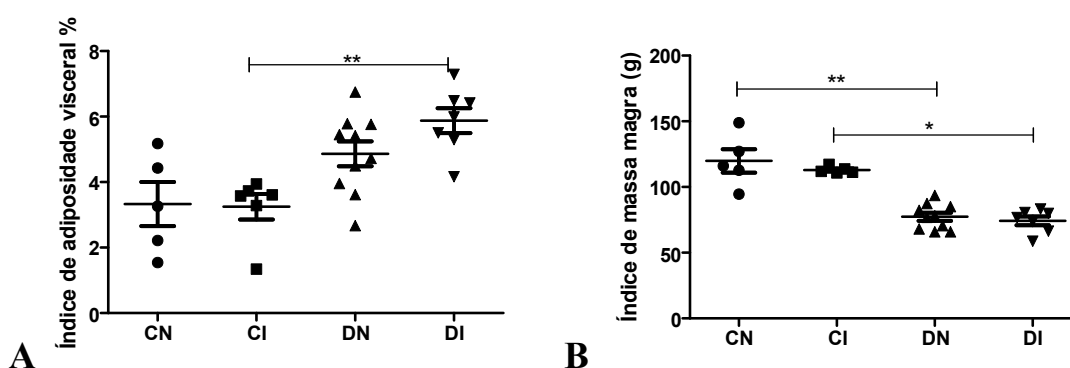 Índice de adiposidade visceral %
8
6
4
2
0
**
CN CI DN DI
A
Índice de massa magra (g)
200
150
100
50
0
**
*
CN CI DN DI
B